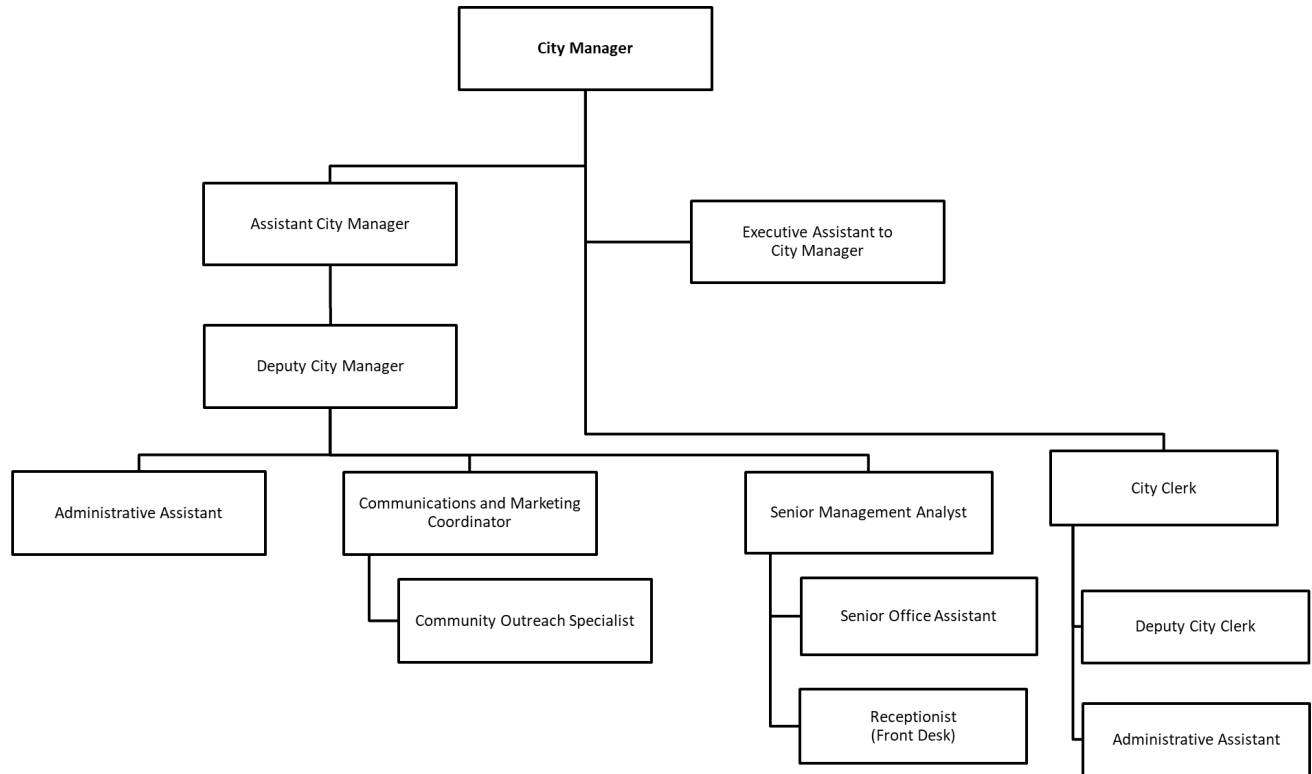 City Manager
Assistant City Manager
Executive Assistant to
City Manager
Deputy City Manager
Administrative Assistant
Communications and Marketing
Coordinator
Senior Management Analyst
City Clerk
Community Outreach Specialist
Senior Office Assistant
Deputy City Clerk
Receptionist
(Front Desk)
Administrative Assistant